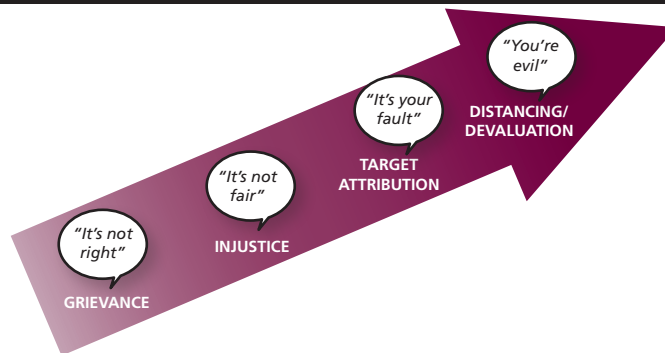 “It’s not
right”
GRIEVANCE
“It’s not
fair”
INJUSTICE
“It’s your
fault”
TARGET
ATTRIBUTION
“You’re
evil”
DISTANCING/
DEVALUATION